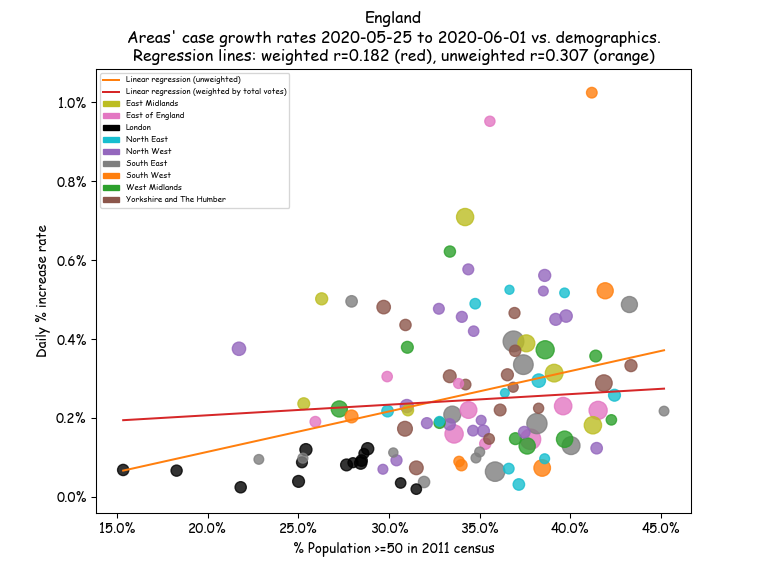 England
Areas' case growth rates 2020-05-25 to 2020-06-01 vs. demographics.
Regression lines: weighted r=0.182 (red), unweighted r=0.307 (orange)
Linear regression (unweighted)
Linear regression (weighted by total votes)
East Midlands
East of England
London
North East
North West
South East
South West
West Midlands
Yorkshire and The Humber
Daily % increase rate
1.0%
0.8%
0.6%
0.4%
0.2%
0.0%
15.0% 20.0% 25.0% 30.0% 35.0% 40.0% 45.0%
% Population >=50 in 2011 census